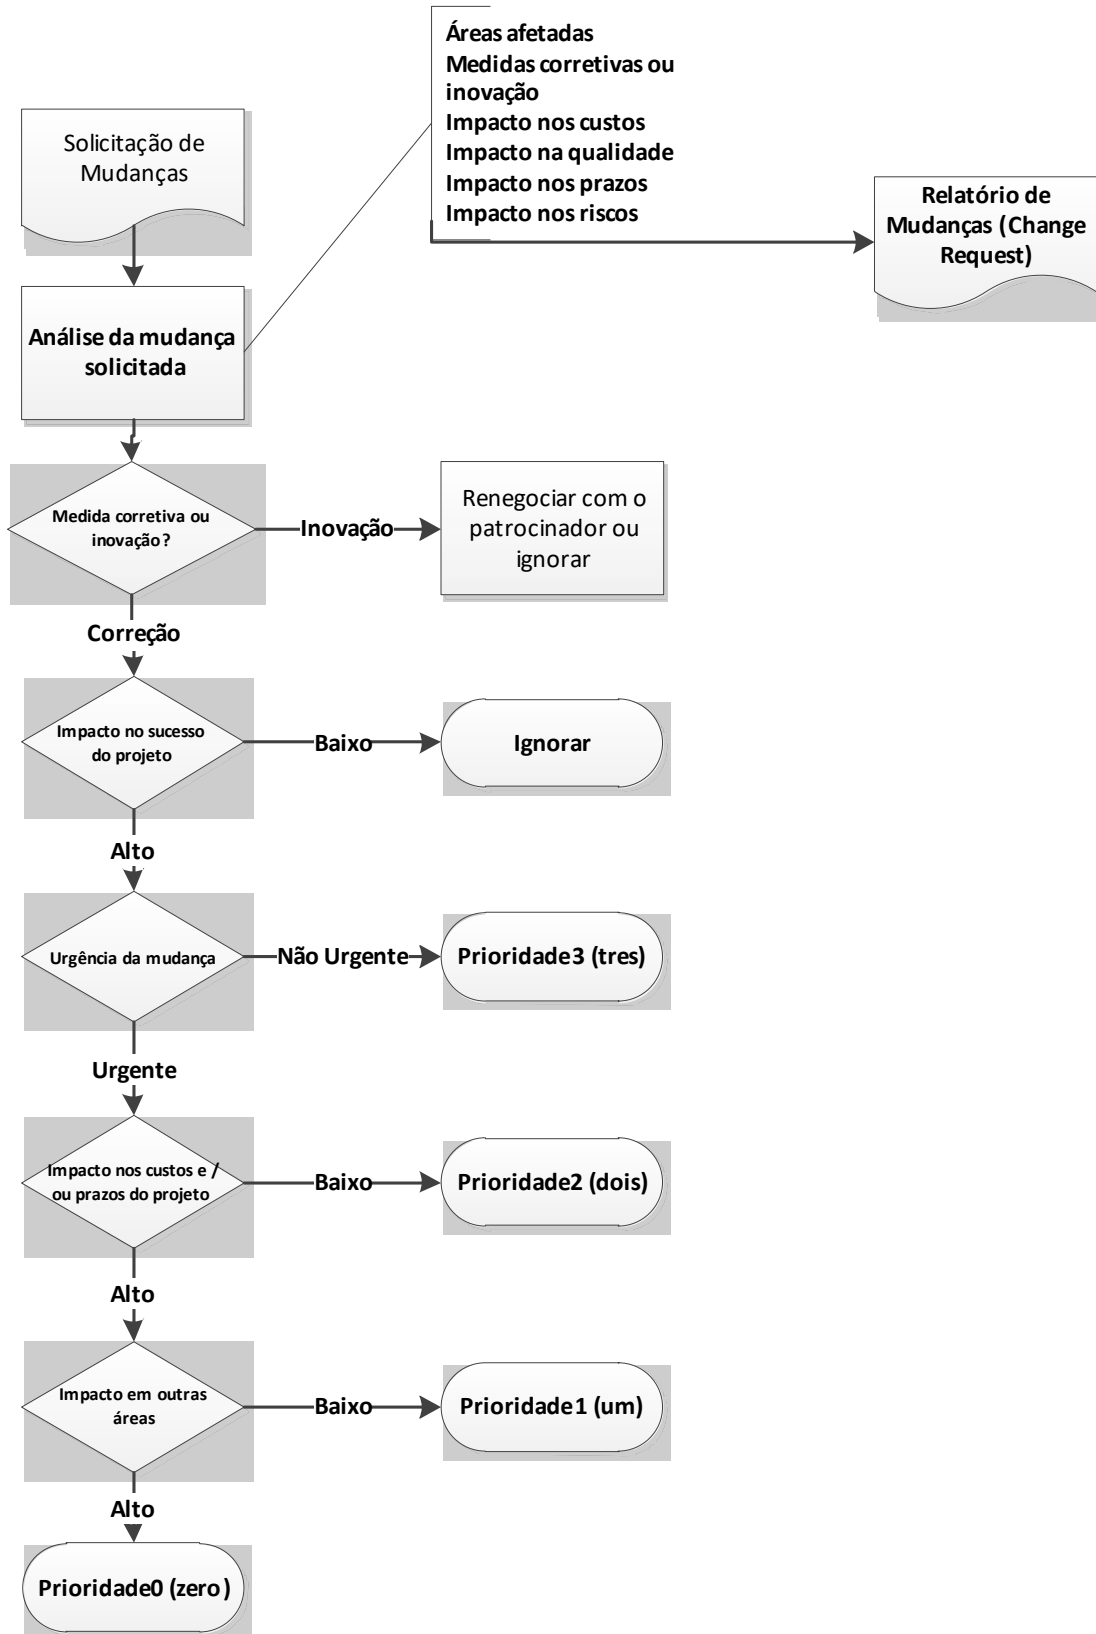 Áreas afetadas
Medidas corretivas ou
inovação
Impacto nos custos
Impacto na qualidade
Impacto nos prazos
Impacto nos riscos
Solicitação de
Mudanças
Relatório de
Mudanças (Change
Request)
Análise da mudança
solicitada
Medida corretiva ou
inovação?
Inovação
Renegociar com o
patrocinador ou
ignorar
Correção
Impacto no sucesso
do projeto
Baixo
Ignorar
Alto
Urgência da mudança
Não Urgente
Prioridade3 (tres)
Urgente
Impacto nos custos e /
ou prazos do projeto
Baixo
Prioridade2 (dois)
Alto
Impacto em outras
áreas
Baixo
Prioridade1 (um)
Alto
Prioridade0 (zero)